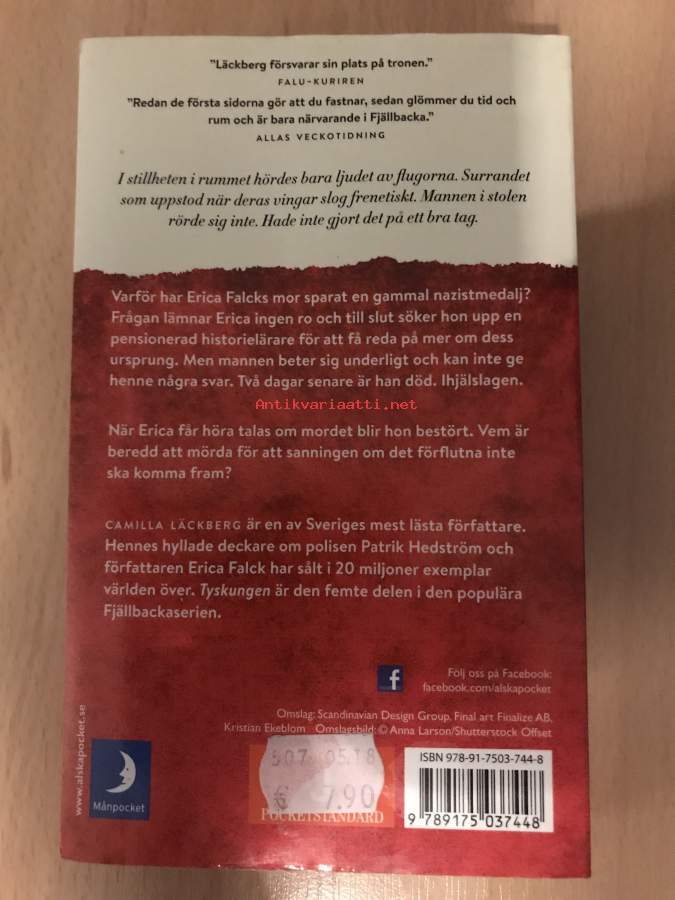 "Läckberg försvarar sin plats på tronen."
FALU-KURIREN
"Redan de första sidorna gör att du fastnar, sedan glömmer du tid och
rum och är bara närvarande i Fjällbacka."
ALLAS VECKOTIDNING
I stillheten i rummet hördes bara ljudet av flugorna. Surrandet
som uppstod när deras vingar slog frenetiskt. Mannen i stolen
rörde sig inte. Hade inte gjort det på ett bra tag.
Varför har Erica Falcks mor sparat en gammal nazistmedalj?
Frågan lämnar Erica ingen ro och till slut söker hon upp en
pensionerad historielärare för att få reda på mer om dess
ursprung. Men mannen beter sig underligt och kan inte ge
henne några svar. Två dagar senare är han död. Ihjälslagen.
Antikvariaatti.net
När Erica får höra talas om mordet blir hon bestört. Vem är
beredd att mörda för att sanningen om det förflutna inte
ska komma fram?
CAMILLA LÄCKBERG är en av Sveriges mest lästa författare.
Hennes hyllade deckare om polisen Patrik Hedström och
författaren Erica Falck har sålt i 20 miljoner exemplar
världen över. Tyskungen är den femte delen i den populära
Fjällbackaserien.
f
Följ oss på Facebook:
facebook.com/alskapocket
Omslag: Scandinavian Design Group, Final art Finalize AB,
Kristian Ekeblom Omslagsbild: © Anna Larson/Shutterstock Offset
www.alskapocket.se
Månpocket
507 05.18
€ 7.90
POCKETSTANDARD
ISBN 978-91-7503-744-8
9 789175 037448